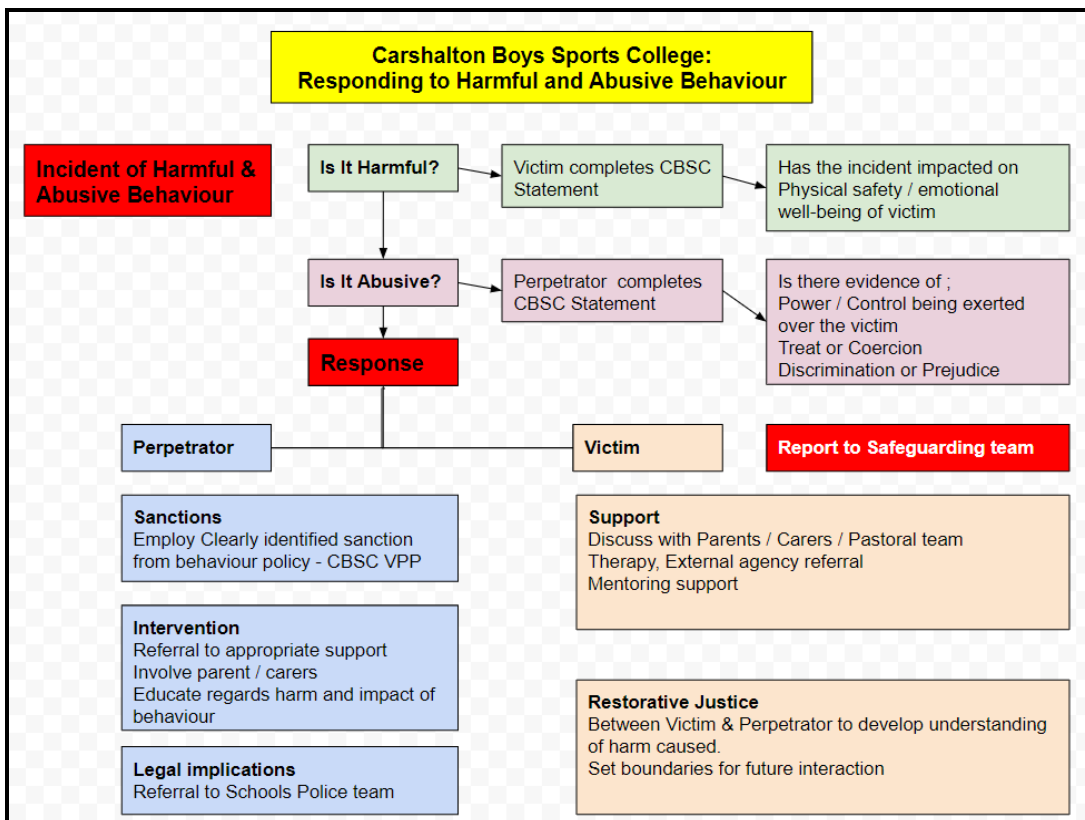 Carshalton Boys Sports College:
Responding to Harmful and Abusive Behaviour
Incident of Harmful &
Abusive Behaviour
Is It Harmful?
Victim completes CBSC
Statement
Has the incident impacted on
Physical safety / emotional
well-being of victim
Is It Abusive?
Perpetrator  completes
CBSC Statement
Is there evidence of ;
Power / Control being exerted
over the victim
Treat or Coercion
Discrimination or Prejudice
Response
Perpetrator
Victim
Report to Safeguarding team
Sanctions
Employ Clearly identified sanction
from behaviour policy - CBSC VPP
Intervention
Referral to appropriate support
Involve parent / carers
Educate regards harm and impact of
behaviour
Legal implications
Referral to Schools Police team
Support
Discuss with Parents / Carers / Pastoral team
Therapy, External agency referral
Mentoring support
Restorative Justice
Between Victim & Perpetrator to develop understanding
of harm caused.
Set boundaries for future interaction